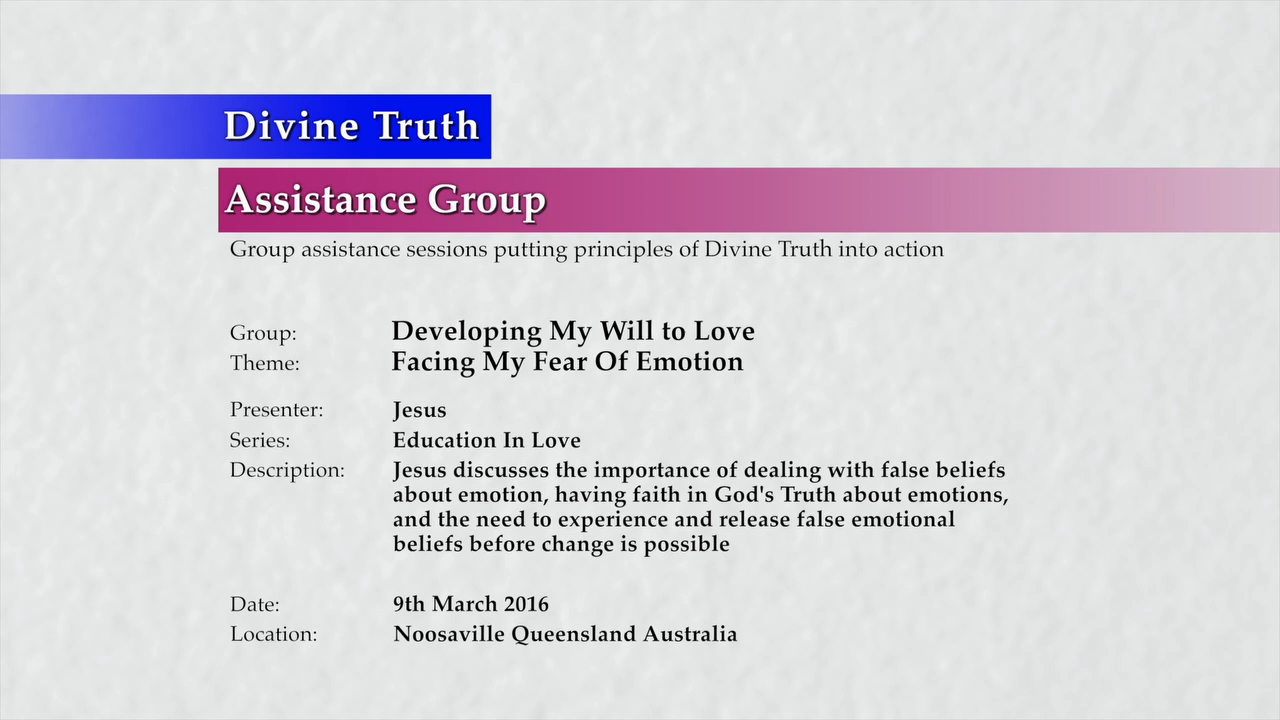 Divine Truth
Assistance Group
Group assistance sessions putting principles of Divine Truth into action
Group: Developing My Will to Love
Theme: Facing My Fear Of Emotion
Presenter: Jesus
Series: Education In Love
Description: Jesus discusses the importance of dealing with false beliefs
about emotion, having faith in God's Truth about emotions,
and the need to experience and release false emotional
beliefs before change is possible
Date: 9th March 2016
Location: Noosaville Queensland Australia